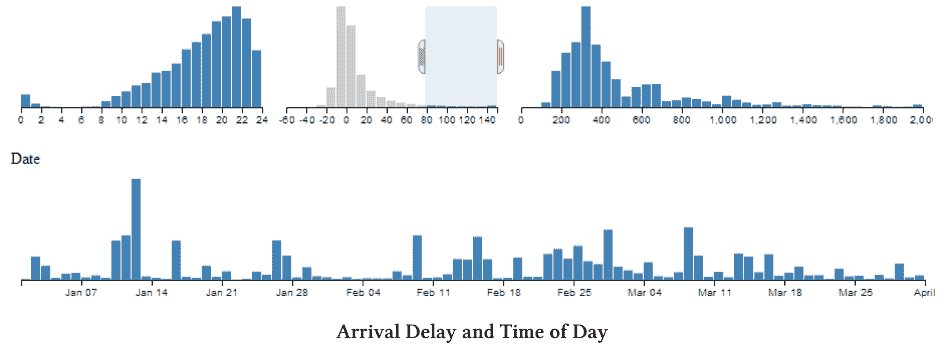 0 2 4 6 8 10 12 14 16 18 20 22 24 -60 -40 -20 0 20 40 60 80 100 120 140 0 200 400 600 800 1,000 1,200 1,400 1,600 1,800 2,00
Date
Jan 07 Jan 14 Jan 21 Jan 28 Feb 04 Feb 11 Feb 18 Feb 25 Mar 04 Mar 11 Mar 18 Mar 25 April
Arrival Delay and Time of Day